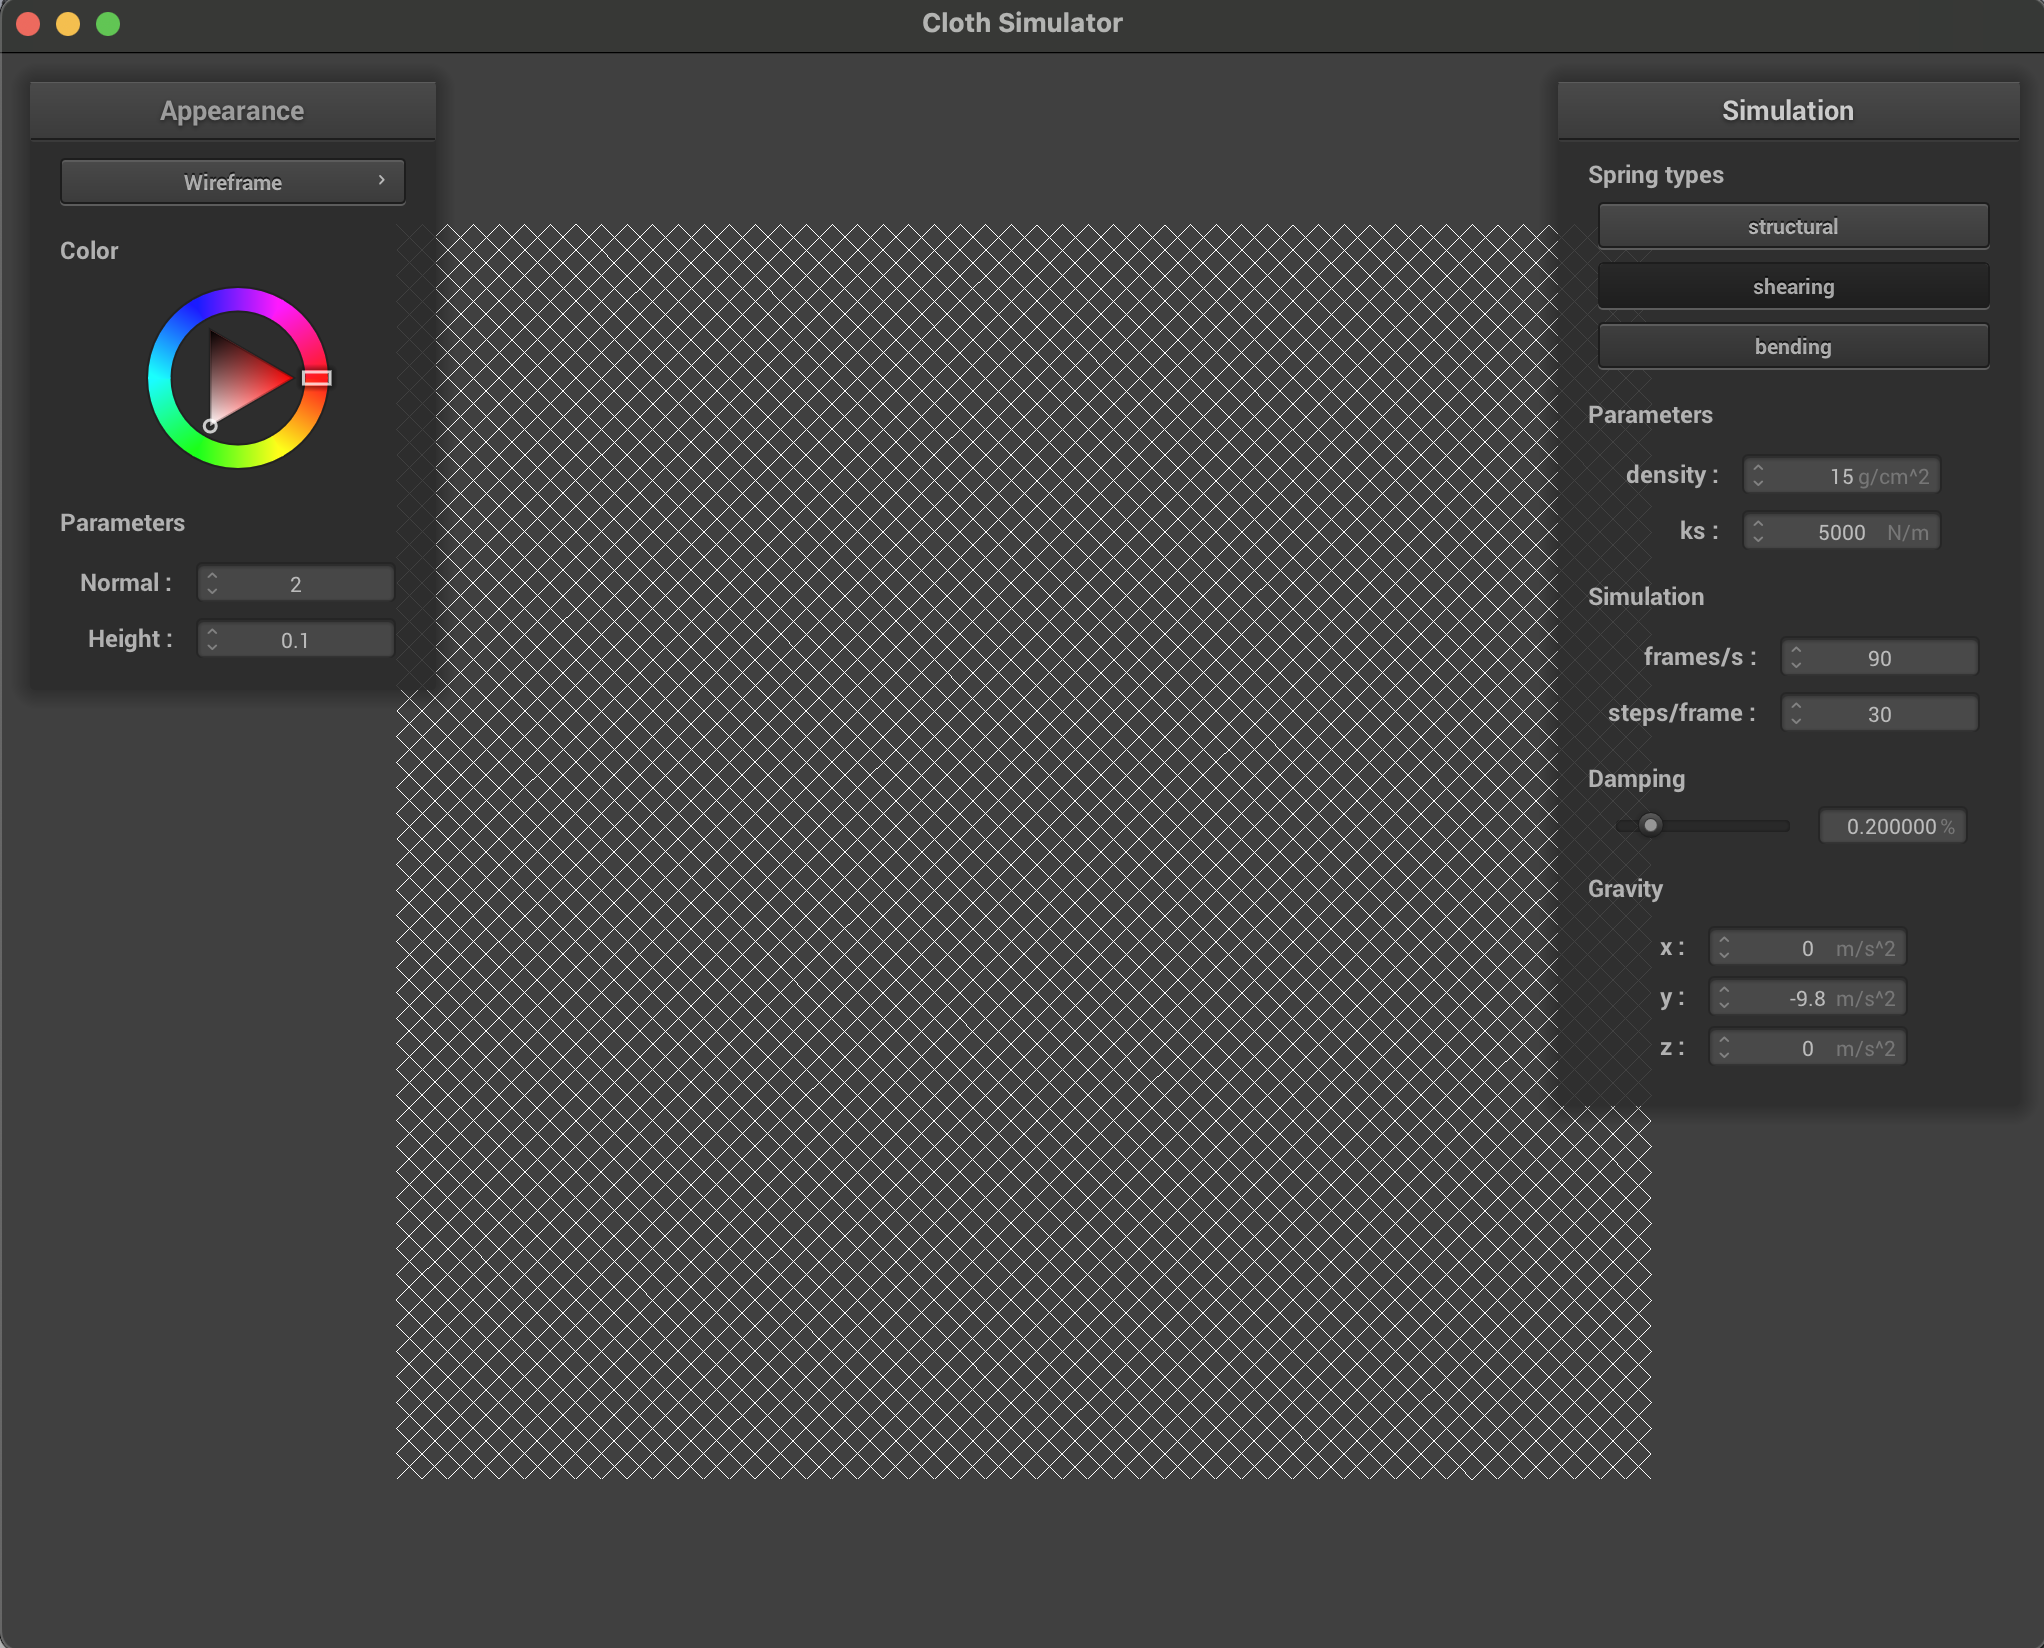 Cloth Simulator
Appearance
Wireframe ›
Color
Parameters
Normal : 2
Height : 0.1
Simulation
Spring types
structural
shearing
bending
Parameters
density : 15 g/cm^2
ks : 5000 N/m
Simulation
frames/s : 90
steps/frame : 30
Damping
0.200000 %
Gravity
x : 0 m/s^2
y : -9.8 m/s^2
z : 0 m/s^2